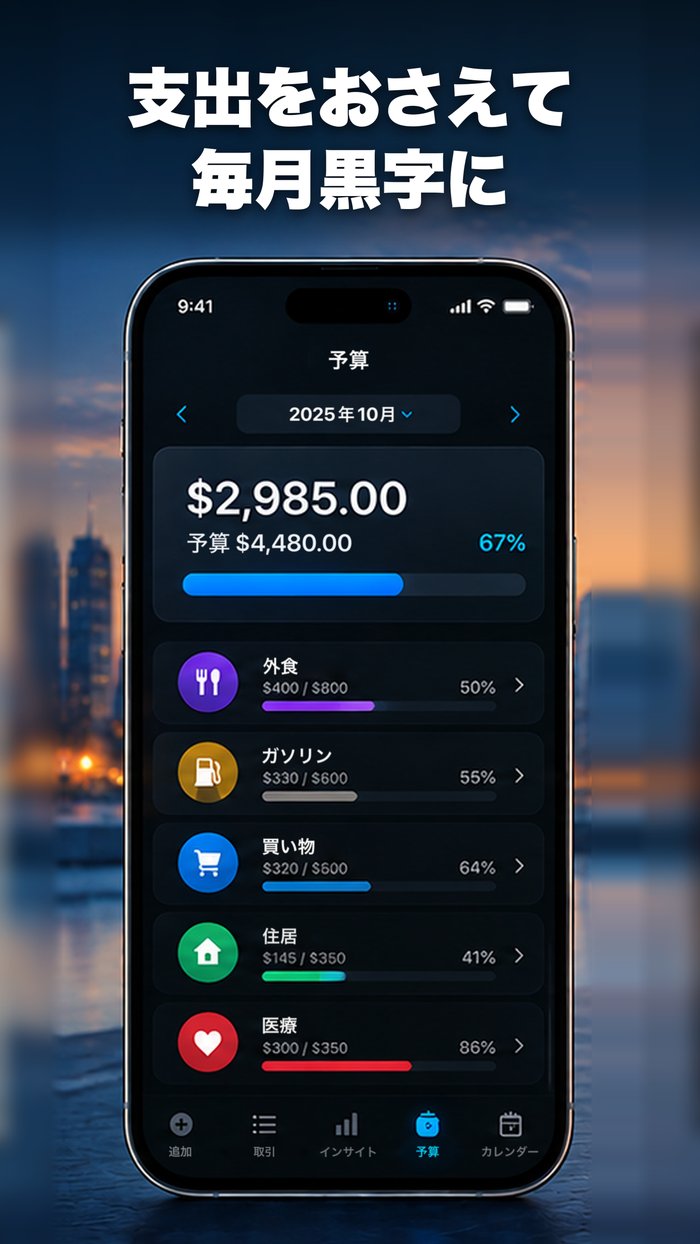 支出をおさえて
毎月黒字に
9:41
予算
2025年10月
$2,985.00
予算 $4,480.00
67%
外食
$400 / $800
50%
ガソリン
$330 / $600
55%
買い物
$320 / $600
64%
住居
$145 / $350
41%
医療
$300 / $350
86%
追加
取引
インサイト
予算
カレンダー